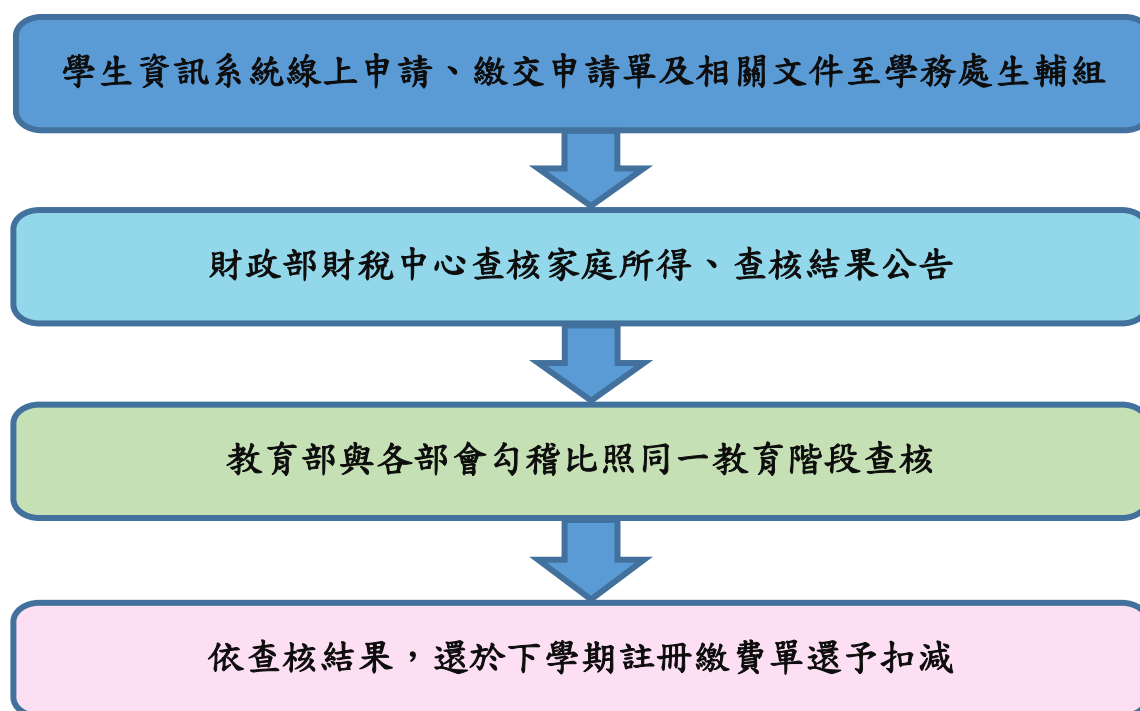 學生資訊系統線上申請、繳交申請單及相關文件至學務處生輔組
財政部財稅中心查核家庭所得、查核結果公告
教育部與各部會勾稽比照同一教育階段查核
依查核結果，還於下學期註冊繳費單還予扣減